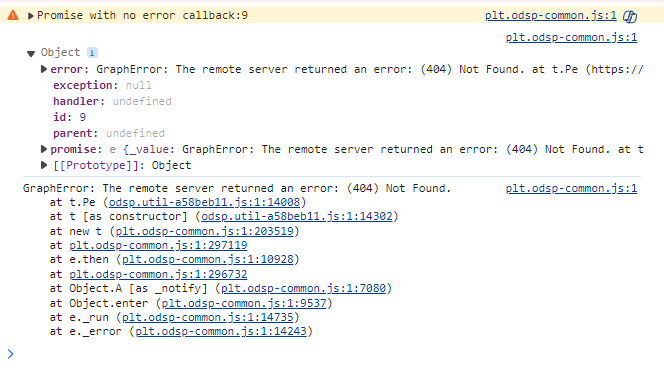 Promise with no error callback:9 plt.odsp-common.js:1
plt.odsp-common.js:1
Object i
error: GraphError: The remote server returned an error: (404) Not Found. at t.Pe (https://
exception: null
handler: undefined
id: 9
parent: undefined
promise: e {_value: GraphError: The remote server returned an error: (404) Not Found. at t
[[Prototype]]: Object
GraphError: The remote server returned an error: (404) Not Found. plt.odsp-common.js:1
at t.Pe (odsp.util-a58beb11.js:1:14008)
at t [as constructor] (odsp.util-a58beb11.js:1:14302)
at new t (plt.odsp-common.js:1:203519)
at plt.odsp-common.js:1:297119
at e.then (plt.odsp-common.js:1:10928)
at plt.odsp-common.js:1:296732
at Object.A [as _notify] (plt.odsp-common.js:1:7080)
at Object.enter (plt.odsp-common.js:1:9537)
at e._run (plt.odsp-common.js:1:14735)
at e._error (plt.odsp-common.js:1:14243)